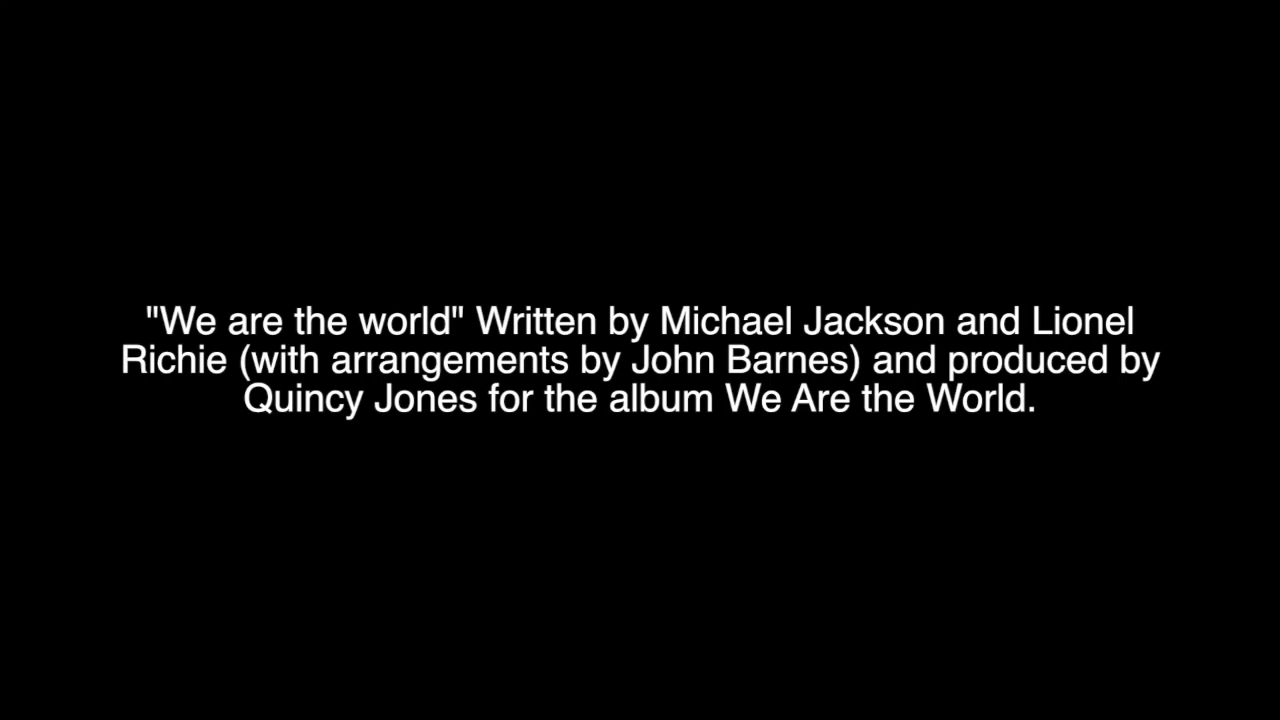 "We are the world" Written by Michael Jackson and Lionel
Richie (with arrangements by John Barnes) and produced by
Quincy Jones for the album We Are the World.